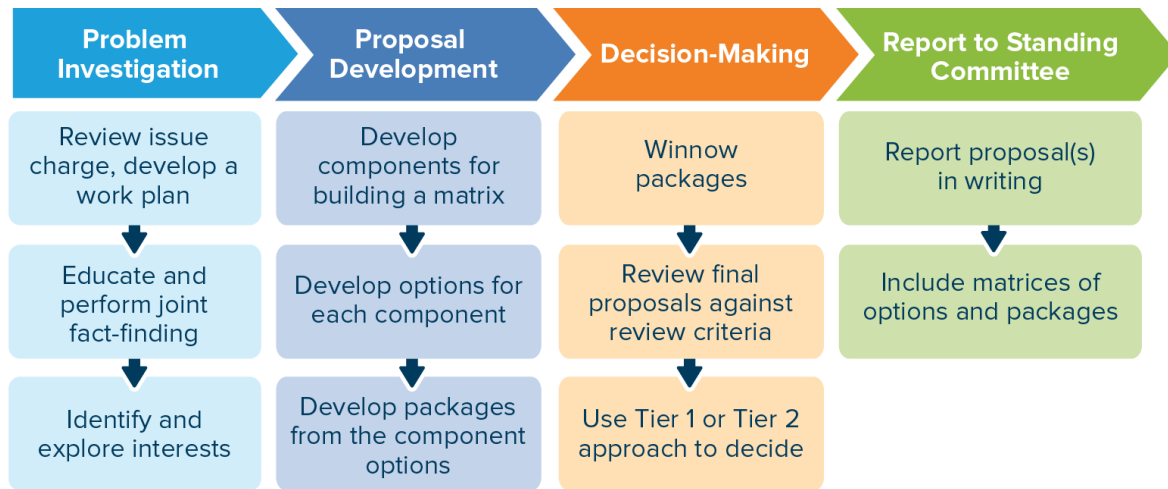 Problem
Investigation
Review issue
charge, develop a
work plan
Educate and
perform joint
fact-finding
Identify and
explore interests
Proposal
Development
Develop
components for
building a matrix
Develop options for
each component
Develop packages
from the component
options
Decision-Making
Winnow
packages
Review final
proposals against
review criteria
Use Tier 1 or Tier 2
approach to decide
Report to Standing
Committee
Report proposal(s)
in writing
Include matrices of
options and packages